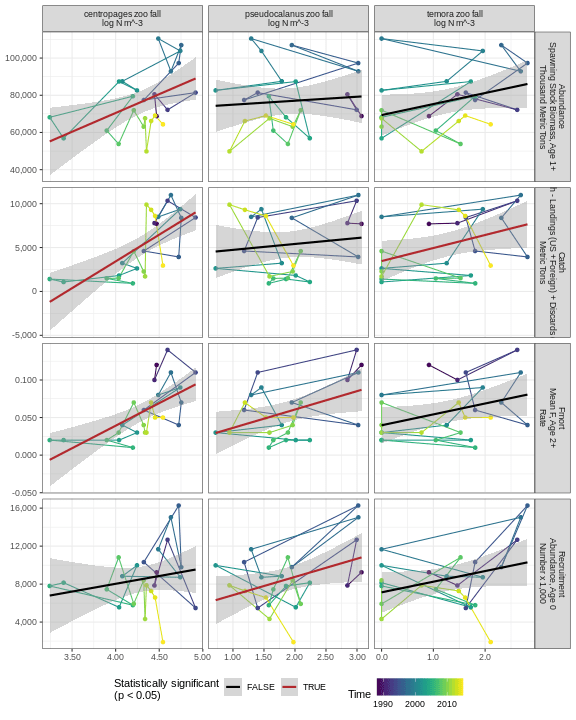 centropages zoo fall
log N m^-3
pseudocalanus zoo fall
log N m^-3
temora zoo fall
log N m^-3
100,000
80,000
60,000
40,000
Abundance
Spawning Stock Biomass, Age 1+
Thousand Metric Tons
10,000
5,000
0
-5,000
Catch
h - Landings (US +Foreign) + Discards
Metric Tons
0.100
0.050
0.000
-0.050
Fmort
Mean F, Age 2+
Rate
16,000
12,000
8,000
4,000
Recruitment
Abundance, Age 0
Number x 1,000
3.50 4.00 4.50 5.00
1.00 1.50 2.00 2.50 3.00
0.0 1.0 2.0
Statistically significant
(p < 0.05)
FALSE
TRUE
Time
1990 2000 2010